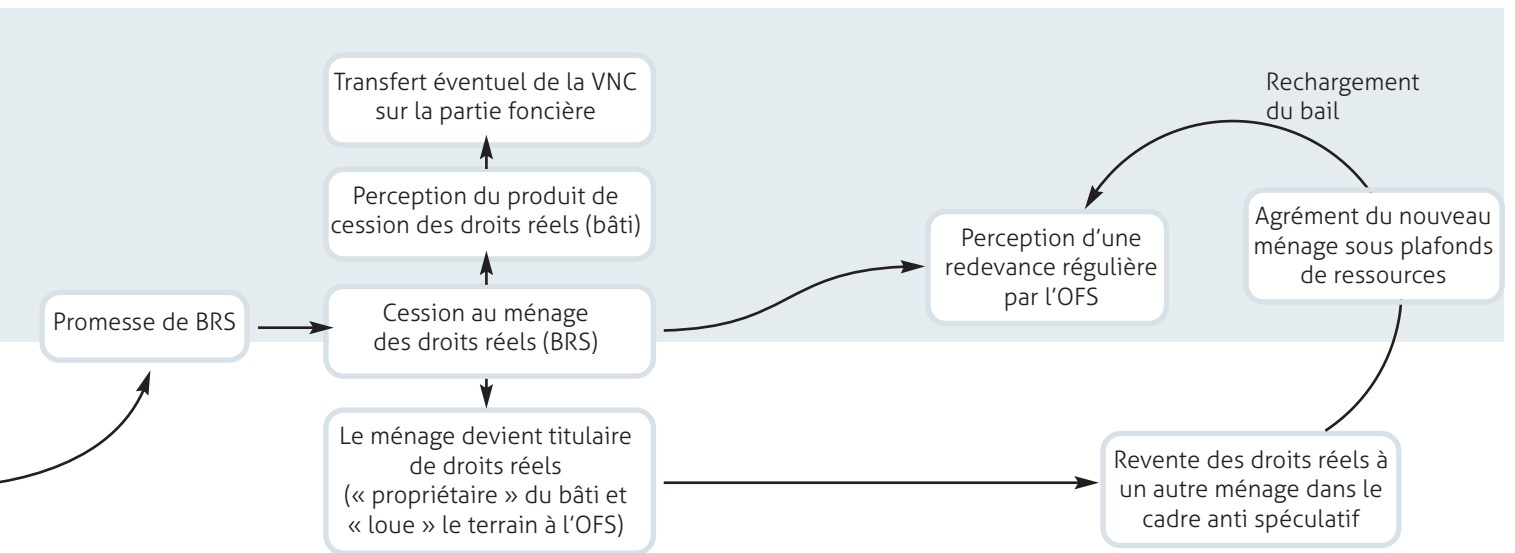 Transfert éventuel de la VNC
sur la partie foncière
Perception du produit de
cession des droits réels (bâti)
Promesse de BRS
Cession au ménage
des droits réels (BRS)
Le ménage devient titulaire
de droits réels
(« propriétaire » du bâti et
« loue » le terrain à l’OFS)
Perception d’une
redevance régulière
par l’OFS
Rechargement
du bail
Agrément du nouveau
ménage sous plafonds
de ressources
Revente des droits réels à
un autre ménage dans le
cadre anti spéculatif